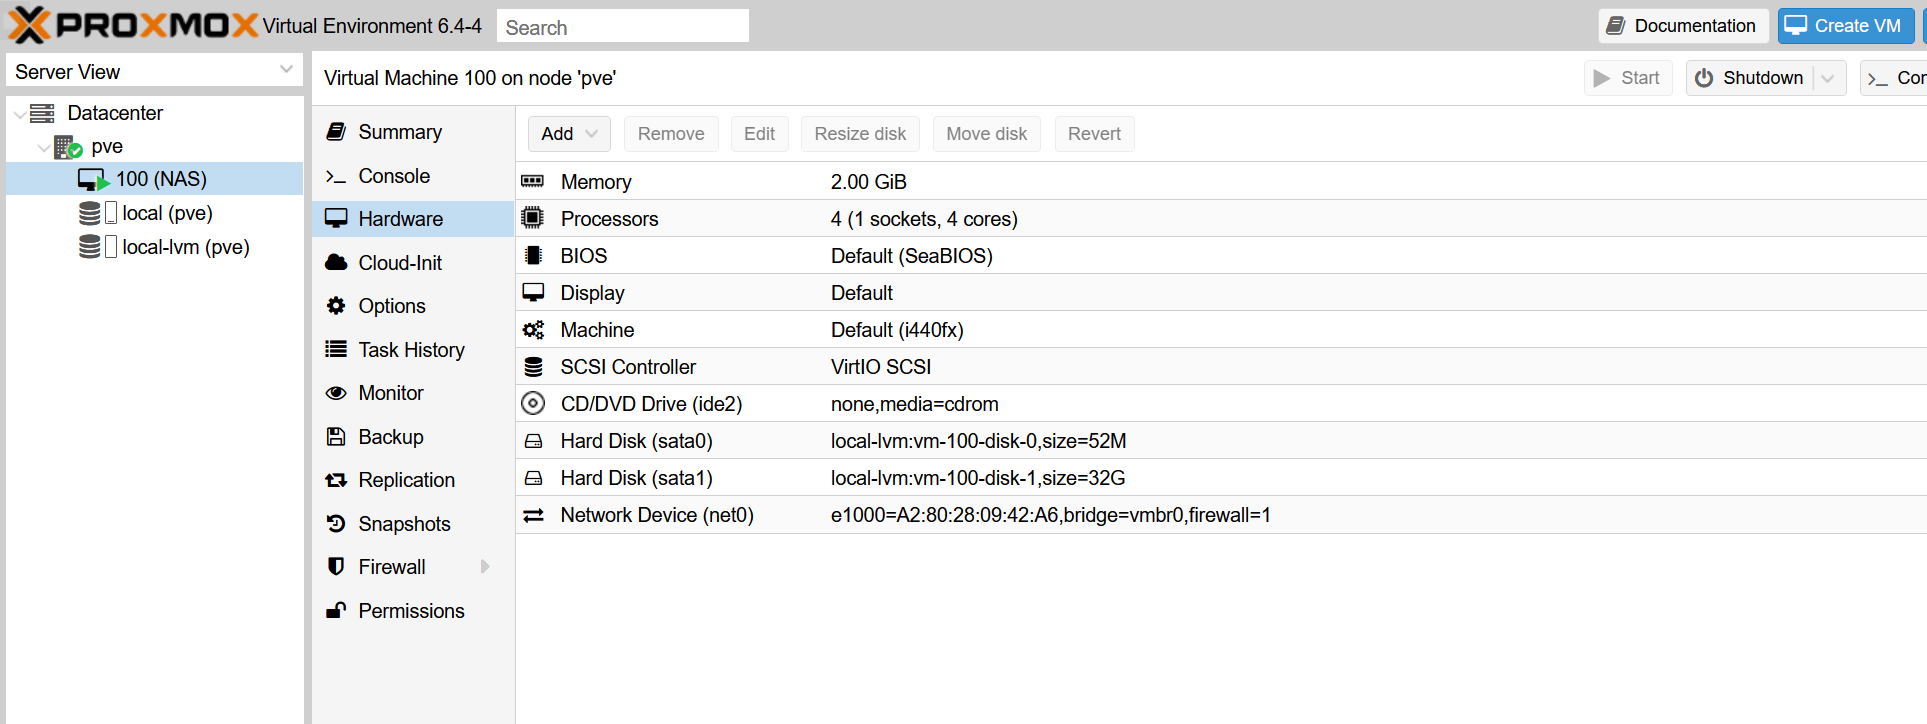 PROXMOX Virtual Environment 6.4-4 Search Documentation Create VM
Server View
Virtual Machine 100 on node 'pve' Start Shutdown
Datacenter
pve
100 (NAS)
local (pve)
local-lvm (pve)
Summary
Console
Hardware
Cloud-Init
Options
Task History
Monitor
Backup
Replication
Snapshots
Firewall
Permissions
Add Remove Edit Resize disk Move disk Revert
Memory 2.00 GiB
Processors 4 (1 sockets, 4 cores)
BIOS Default (SeaBIOS)
Display Default
Machine Default (i440fx)
SCSI Controller VirtIO SCSI
CD/DVD Drive (ide2) none,media=cdrom
Hard Disk (sata0) local-lvm:vm-100-disk-0,size=52M
Hard Disk (sata1) local-lvm:vm-100-disk-1,size=32G
Network Device (net0) e1000=A2:80:28:09:42:A6,bridge=vmbr0,firewall=1